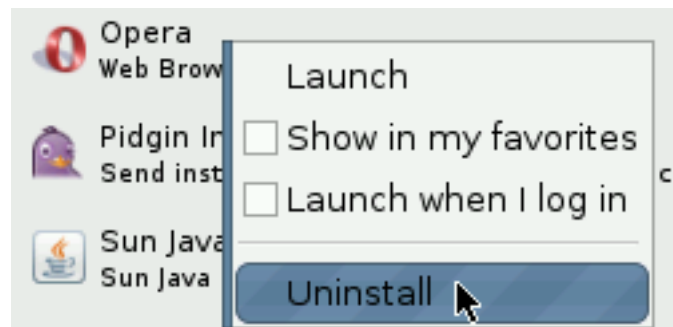 Opera
Web Brow
Pidgin In
Send inst
Sun Java
Sun Java
Launch
Show in my favorites
Launch when I log in
Uninstall
c